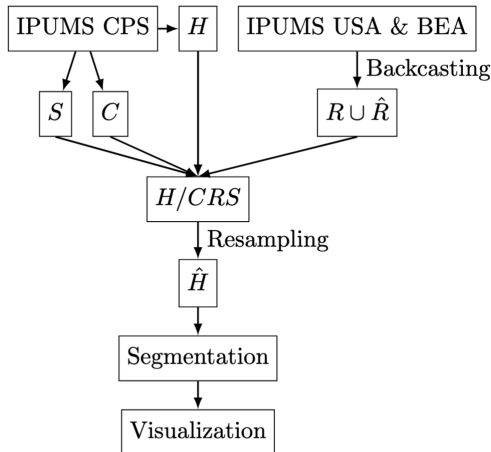 IPUMS CPS
H
IPUMS USA & BEA
Backcasting
S
C
R ∪ R̂
H/CRS
Resampling
Ĥ
Segmentation
Visualization